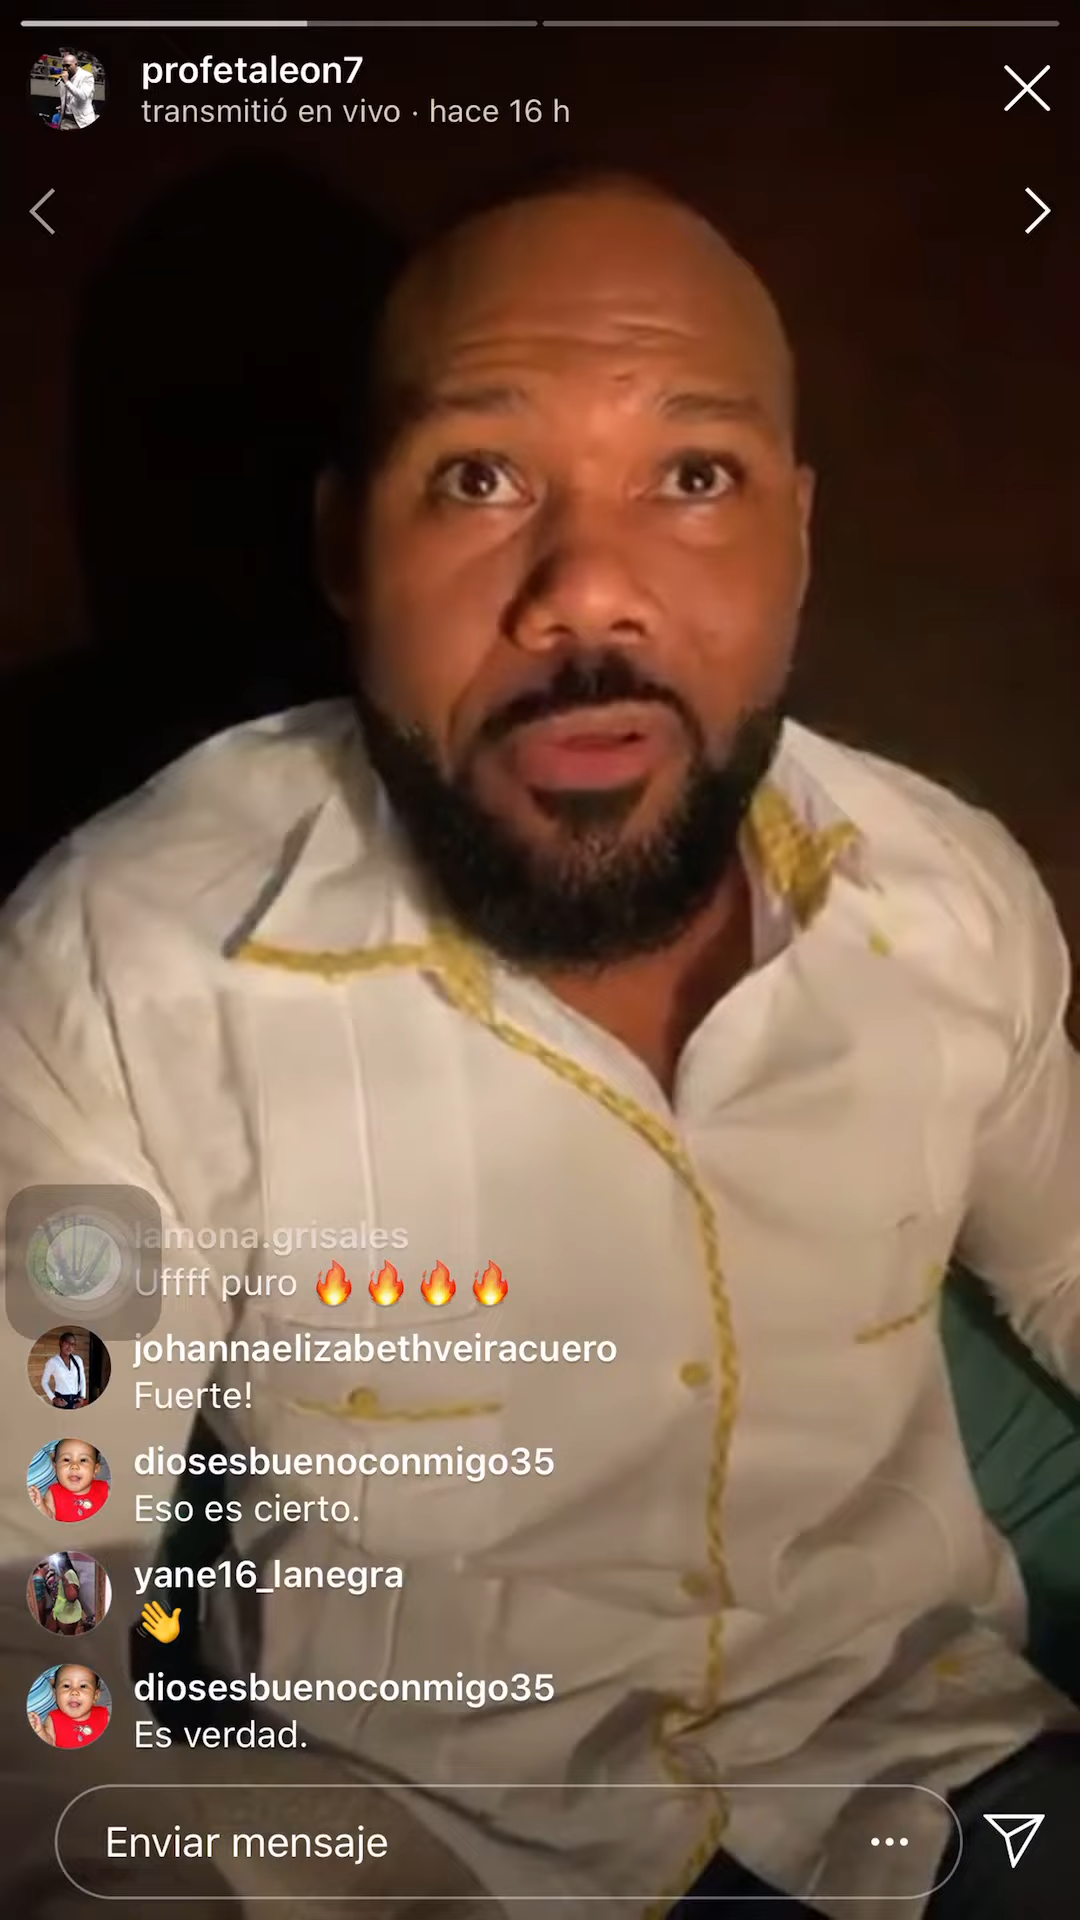 profetaleon7
transmitió en vivo · hace 16 h
lamona.grisales
Uffff puro 🔥🔥🔥🔥
johannaelizabethveiracuero
Fuerte!
diosesbuenoconmigo35
Eso es cierto.
yane16_lanegra
👋
diosesbuenoconmigo35
Es verdad.
Enviar mensaje